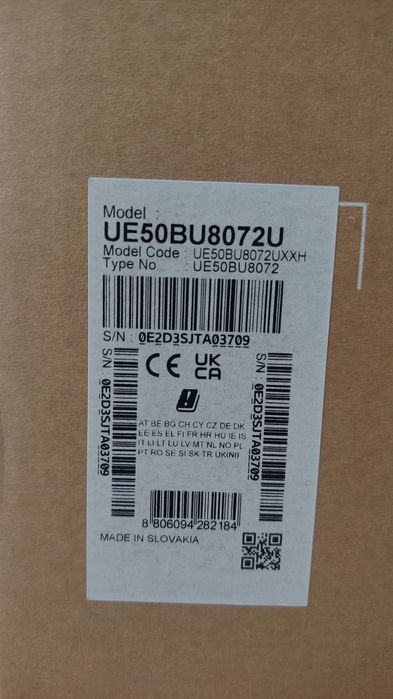 Model :
UE50BU8072U
Model Code : UE50BU8072UXXH
Type No : UE50BU8072
S/N : 0E2D3SJTA03709
CE UK CA
S/N : 0E2D3SJTA03709
S/N : 0E2D3SJTA03709
AT BE BG CH CY CZ DE DK
EE ES EL FI FR HR HU IE IS
IT LI LT LU LV MT NL NO PL
PT RO SE SI SK TR UK(NI)
8 806094 282184
MADE IN SLOVAKIA